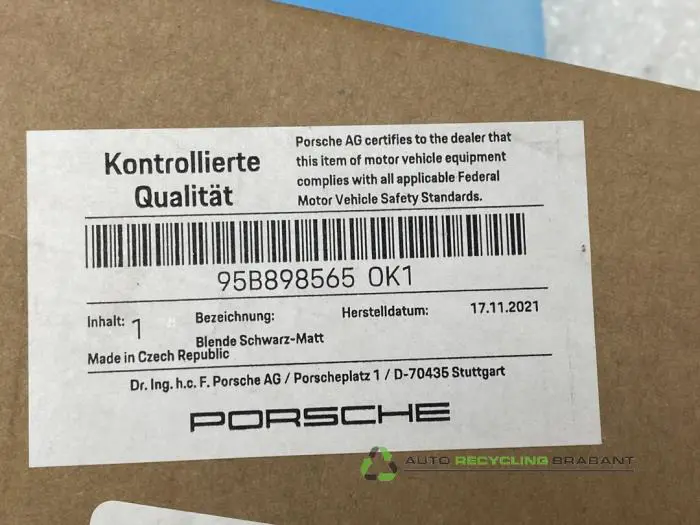 Kontrollierte
Qualität
Porsche AG certifies to the dealer that
this item of motor vehicle equipment
complies with all applicable Federal
Motor Vehicle Safety Standards.
95B898565 0K1
Inhalt: 1
Bezeichnung:
Herstelldatum: 17.11.2021
Blende Schwarz-Matt
Made in Czech Republic
Dr. Ing. h.c. F. Porsche AG / Porscheplatz 1 / D-70435 Stuttgart
PORSCHE
AUTO RECYCLING BRABANT